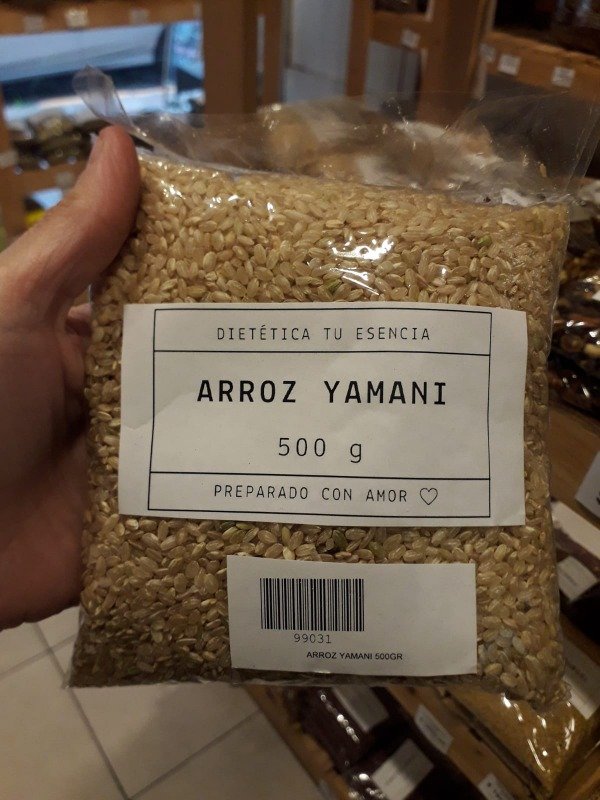 DIETÉTICA TU ESENCIA
ARROZ YAMANI
500 g
PREPARADO CON AMOR ♡
99031
ARROZ YAMANI 500GR